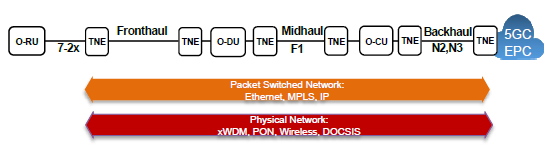 O-RU
7-2x
TNE
Fronthaul
TNE
O-DU
TNE
Midhaul
F1
TNE
O-CU
TNE
Backhaul
N2,N3
TNE
5GC
EPC
Packet Switched Network:
Ethernet, MPLS, IP
Physical Network:
xWDM, PON, Wireless, DOCSIS